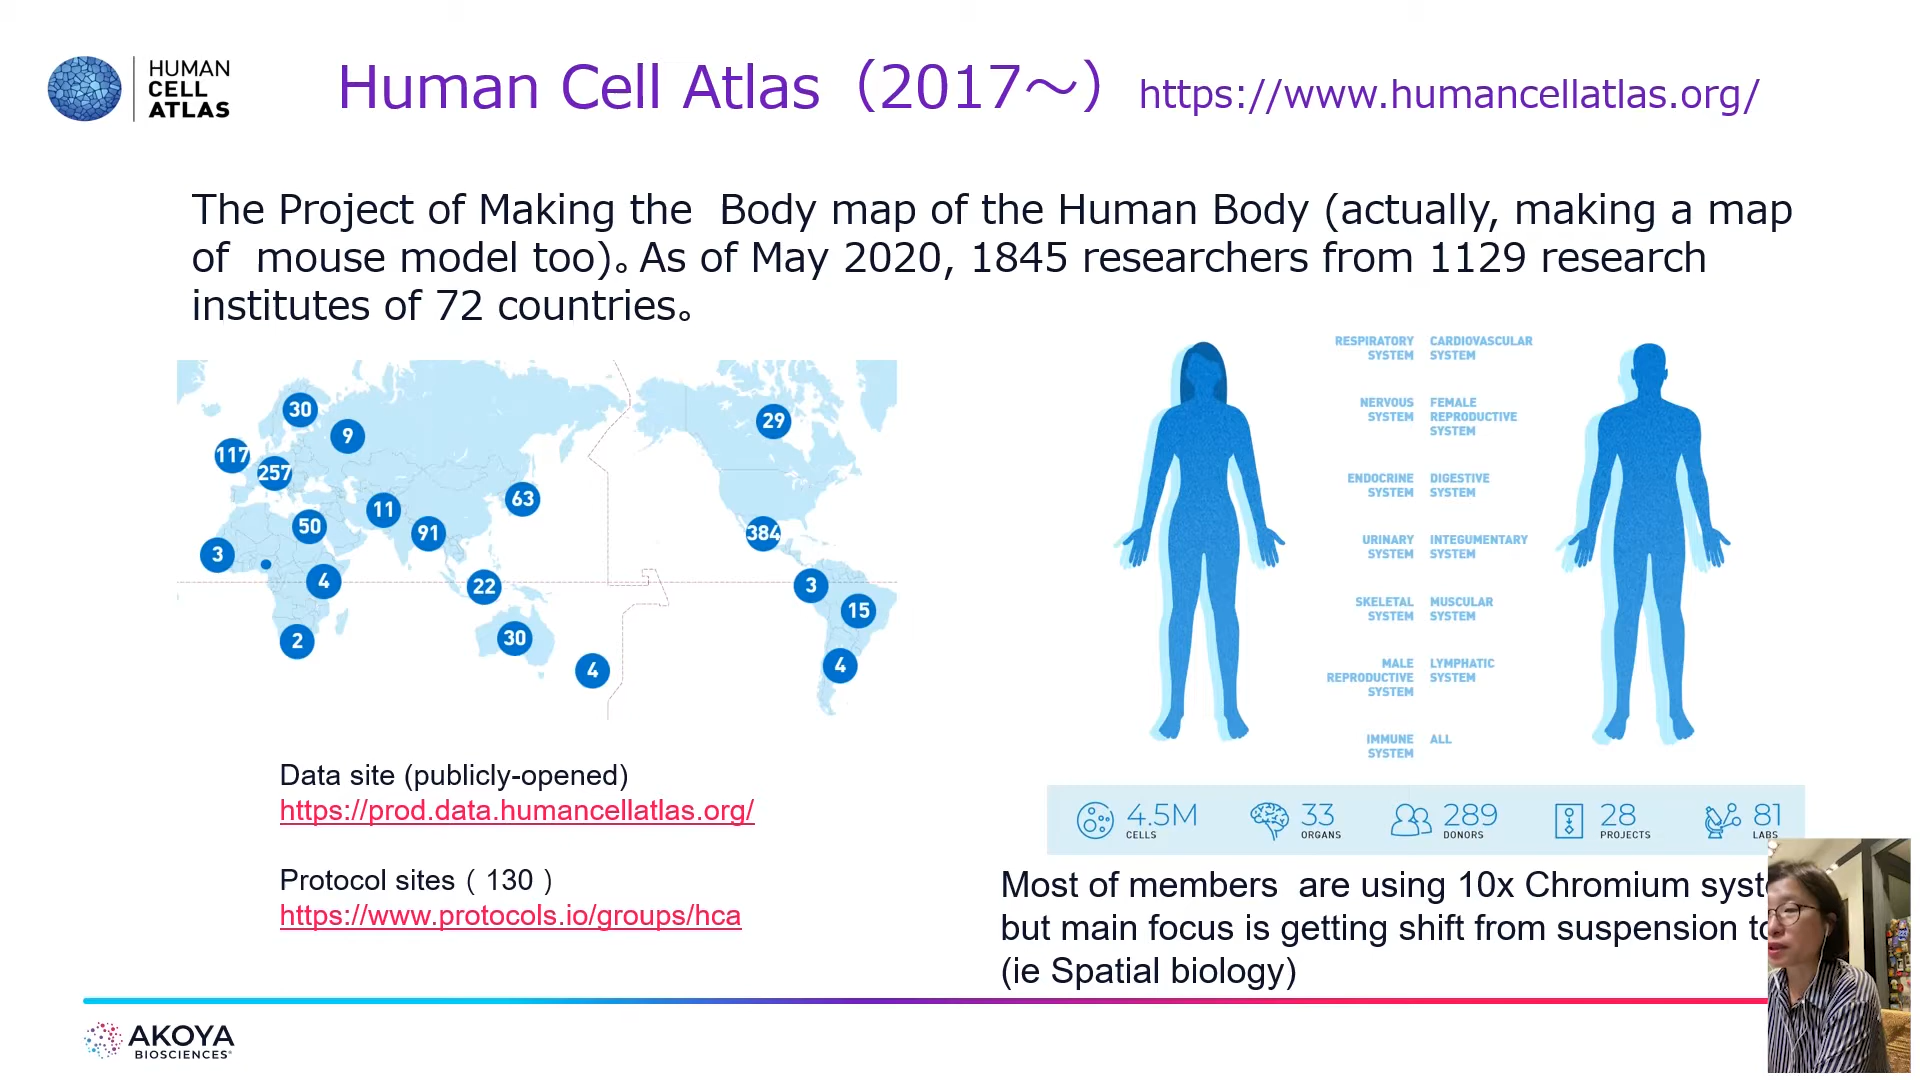 HUMAN
CELL
ATLAS
Human Cell Atlas（2017～）https://www.humancellatlas.org/
The Project of Making the Body map of the Human Body (actually, making a map
of mouse model too)。As of May 2020, 1845 researchers from 1129 research
institutes of 72 countries。
30
9
29
117
257
11
63
50
91
384
3
4
22
3
15
2
30
4
4
RESPIRATORY SYSTEM
CARDIOVASCULAR SYSTEM
NERVOUS SYSTEM
FEMALE REPRODUCTIVE SYSTEM
ENDOCRINE SYSTEM
DIGESTIVE SYSTEM
URINARY SYSTEM
INTEGUMENTARY SYSTEM
SKELETAL SYSTEM
MUSCULAR SYSTEM
MALE REPRODUCTIVE SYSTEM
LYMPHATIC SYSTEM
IMMUNE SYSTEM
ALL
4.5M CELLS
33 ORGANS
289 DONORS
28 PROJECTS
81 LABS
Data site (publicly-opened)
https://prod.data.humancellatlas.org/
Protocol sites（130）
https://www.protocols.io/groups/hca
Most of members are using 10x Chromium
but main focus is getting shift from suspension
(ie Spatial biology)
AKOYA
BIOSCIENCES